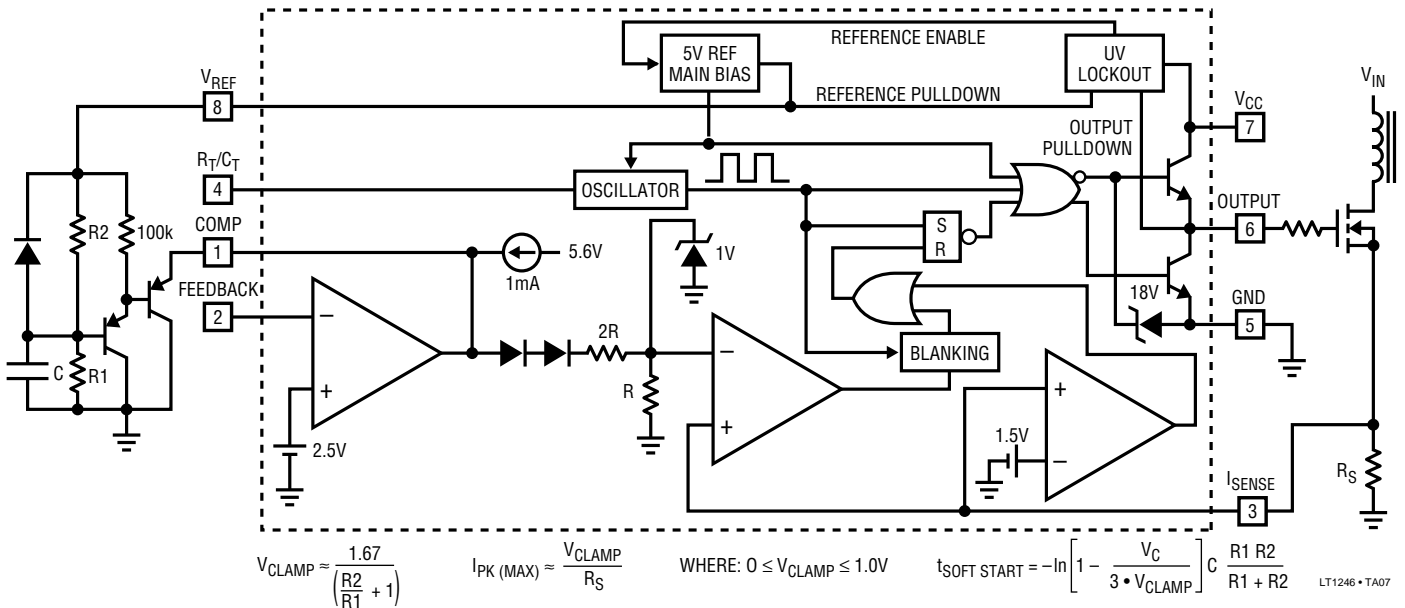 REFERENCE ENABLE
5V REF
MAIN BIAS
UV
LOCKOUT
V_REF
8
REFERENCE PULLDOWN
V_IN
V_CC
7
OUTPUT
PULLDOWN
R_T/C_T
4
OSCILLATOR
COMP
1
R2
100k
5.6V
1mA
1V
S
R
OUTPUT
6
FEEDBACK
2
–
+
2.5V
2R
R
–
+
BLANKING
18V
GND
5
C
R1
+
–
1.5V
R_S
I_SENSE
3
V_CLAMP ≈ 1.67 / (R2/R1 + 1)
I_PK (MAX) ≈ V_CLAMP / R_S
WHERE: O ≤ V_CLAMP ≤ 1.0V
t_SOFT START = –ln[1 – V_C / (3 • V_CLAMP)] C R1 R2 / (R1 + R2)
LT1246 • TA07